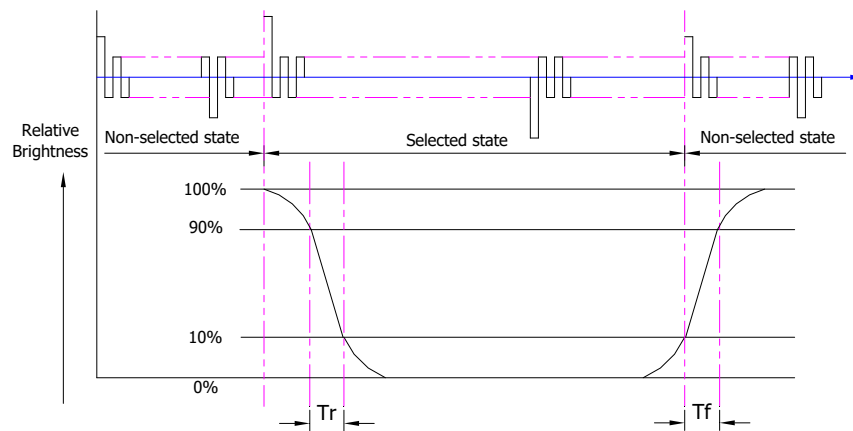 Relative
Brightness
Non-selected state
Selected state
Non-selected state
100%
90%
10%
0%
Tr
Tf